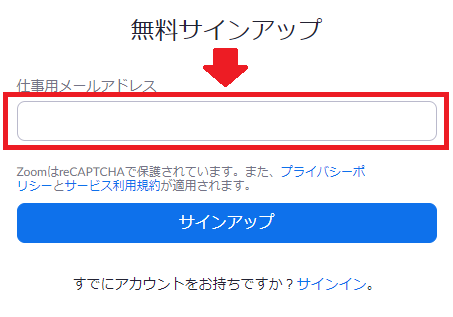 無料サインアップ
仕事用メールアドレス
ZoomはreCAPTCHAで保護されています。また、プライバシーポ
リシーとサービス利用規約が適用されます。
サインアップ
すでにアカウントをお持ちですか？サインイン。